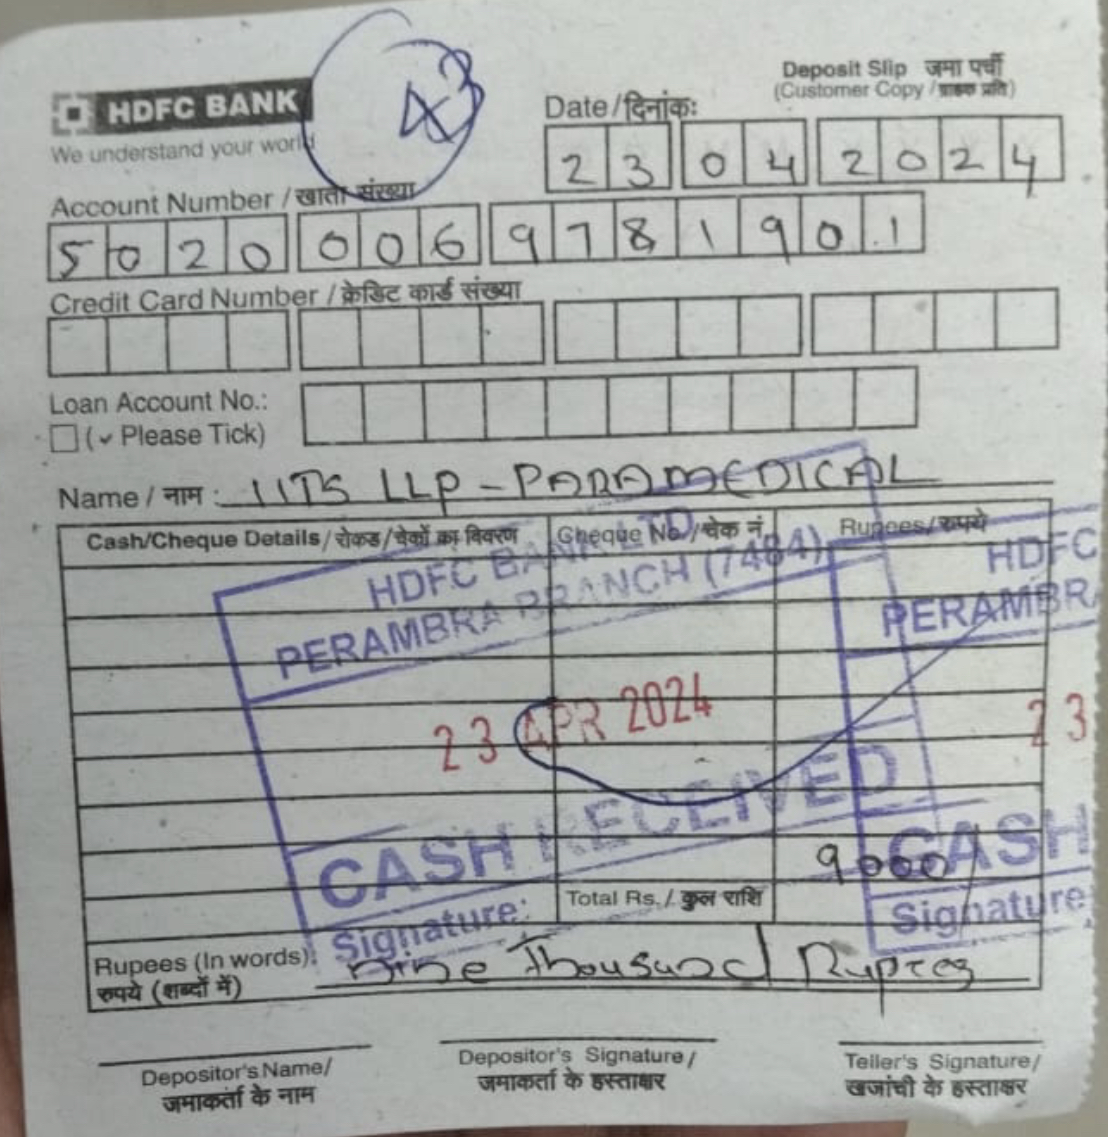 HDFC BANK
We understand your world
43
Deposit Slip जमा पर्ची
(Customer Copy / ग्राहक प्रति)
Date / दिनांक:
23 04 2024
Account Number / खाता संख्या
5020 006 9781901
Credit Card Number / क्रेडिट कार्ड संख्या
Loan Account No.:
(✓ Please Tick)
Name / नाम : IITS LLP - PARAMEDICAL
Cash/Cheque Details / रोकड / चेकों का विवरण Cheque No. / चेक नं. Rupees / रुपये
HDFC BANK LTD
PERAMBRA BRANCH (7484)
23 APR 2024
CASH RECEIVED
Signature:
HDFC
PERAMBRA
23
CASH
Signature:
9000/
Total Rs. / कुल राशि
Rupees (In words): Nine Thousand Rupees
रुपये (शब्दों में)
Depositor's Name/ Depositor's Signature / Teller's Signature /
जमाकर्ता के नाम जमाकर्ता के हस्ताक्षर खजांची के हस्ताक्षर